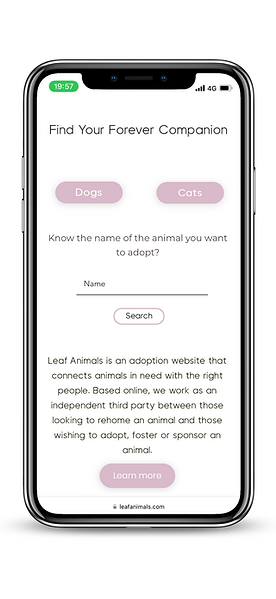 19:57
4G
Find Your Forever Companion
Dogs
Cats
Know the name of the animal you want
to adopt?
Name
Search
Leaf Animals is an adoption website that
connects animals in need with the right
people. Based online, we work as an
independent third party between those
looking to rehome an animal and those
wishing to adopt, foster or sponsor an
animal.
Learn more
leafanimals.com